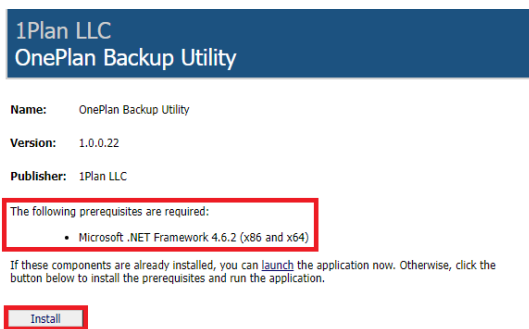 1Plan LLC
OnePlan Backup Utility
Name: OnePlan Backup Utility
Version: 1.0.0.22
Publisher: 1Plan LLC
The following prerequisites are required:
• Microsoft .NET Framework 4.6.2 (x86 and x64)
If these components are already installed, you can launch the application now. Otherwise, click the
button below to install the prerequisites and run the application.
Install